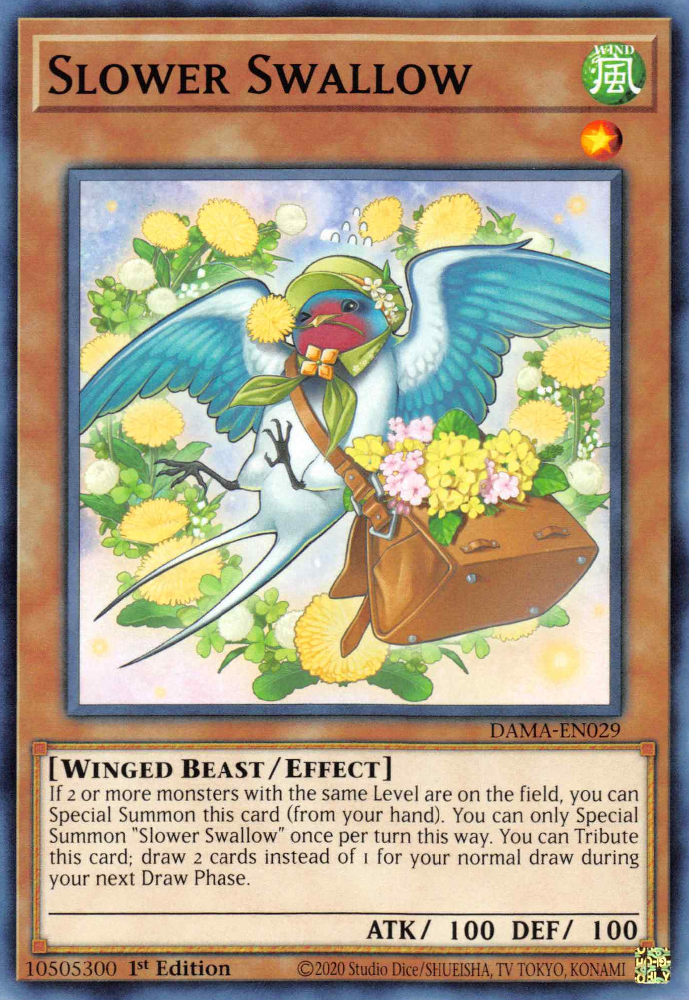 SLOWER SWALLOW
WIND
風
DAMA-EN029
[WINGED BEAST/EFFECT]
If 2 or more monsters with the same Level are on the field, you can
Special Summon this card (from your hand). You can only Special
Summon "Slower Swallow" once per turn this way. You can Tribute
this card; draw 2 cards instead of 1 for your normal draw during
your next Draw Phase.
ATK/ 100 DEF/ 100
10505300 1st Edition ©2020 Studio Dice/SHUEISHA, TV TOKYO, KONAMI